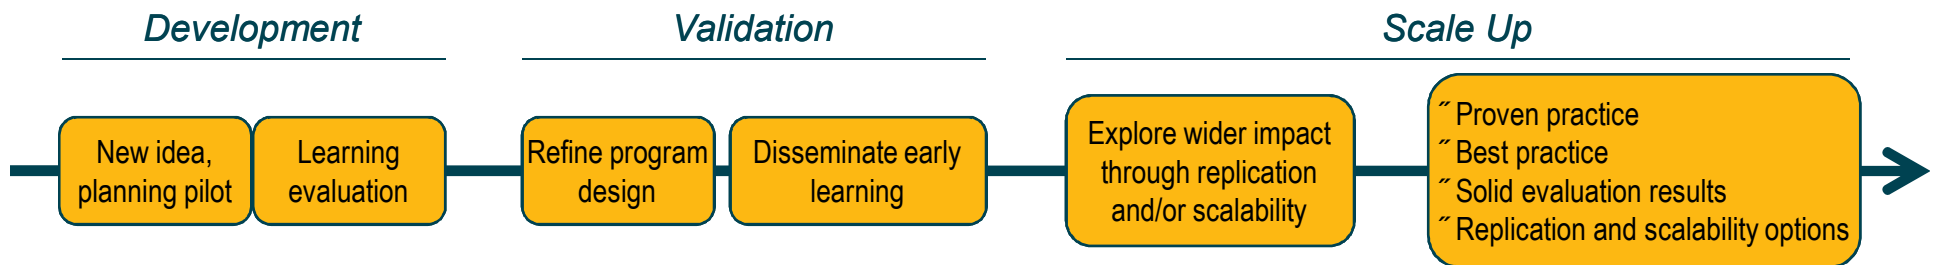 Development
Validation
Scale Up
New idea,
planning pilot
Learning
evaluation
Refine program
design
Disseminate early
learning
Explore wider impact
through replication
and/or scalability
˝ Proven practice
˝ Best practice
˝ Solid evaluation results
˝ Replication and scalability options